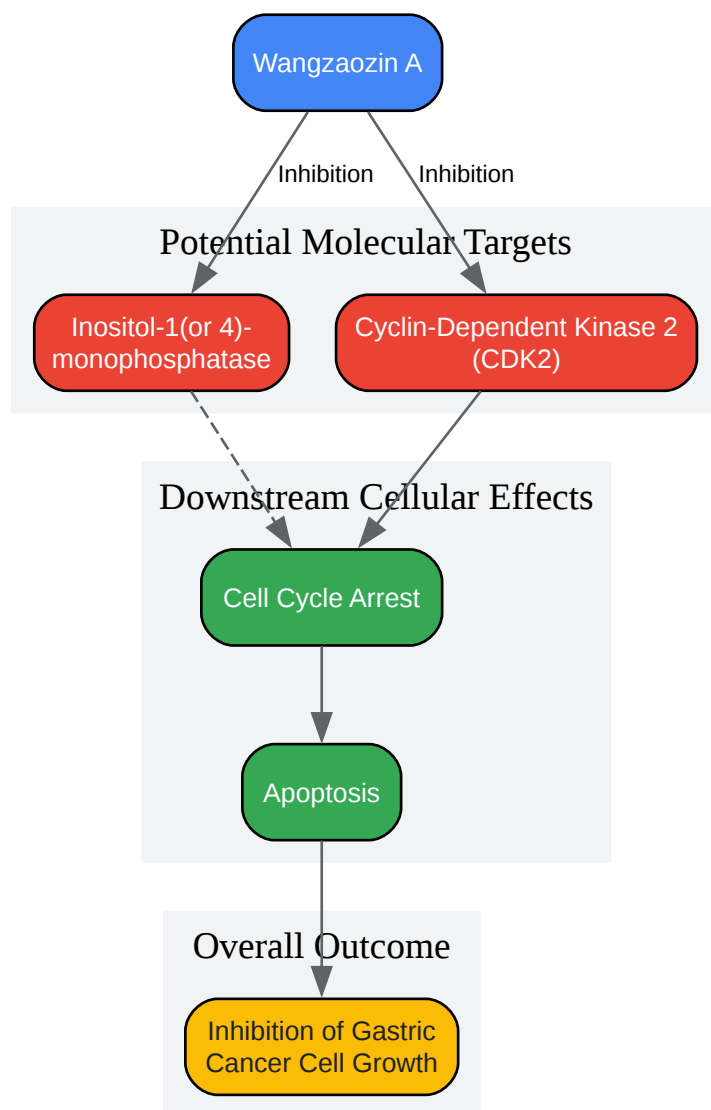 Wangzaozin A
Inhibition
Inhibition
Potential Molecular Targets
Inositol-1(or 4)-
monophosphatase
Cyclin-Dependent Kinase 2
(CDK2)
Downstream Cellular Effects
Cell Cycle Arrest
Apoptosis
Overall Outcome
Inhibition of Gastric
Cancer Cell Growth